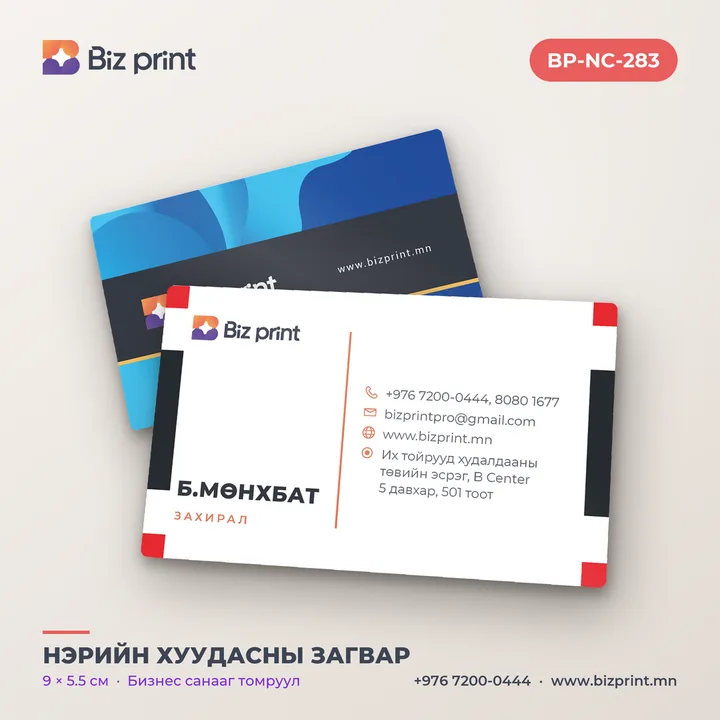 Biz print
BP-NC-283
www.bizprint.mn
Biz print
+976 7200-0444, 8080 1677
bizprintpro@gmail.com
www.bizprint.mn
Их тойрууд худалдааны
төвийн эсрэг, B Center
5 давхар, 501 тоот
Б.МӨНХБАТ
ЗАХИРАЛ
НЭРИЙН ХУУДАСНЫ ЗАГВАР
9 × 5.5 см · Бизнес санааг томруул
+976 7200-0444 · www.bizprint.mn